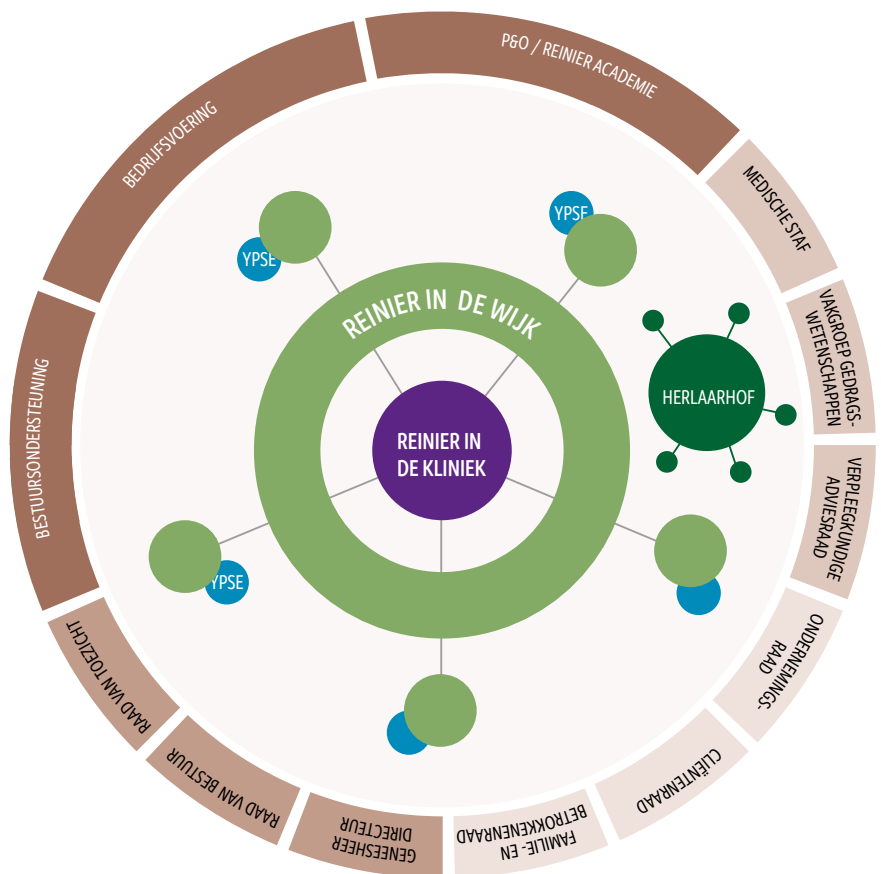 P&O / REINIER ACADEMIE
BEDRIJFSVOERING
MEDISCHE STAF
VAKGROEP GEDRAGS-
WETENSCHAPPEN
VERPLEEGKUNDIGE
ADVIESRAAD
ONDERNEMINGS-
RAAD
CLIËNTENRAAD
FAMILIE- EN
BETROKKENENRAAD
GENEESHEER
DIRECTEUR
RAAD VAN BESTUUR
RAAD VAN TOEZICHT
BESTUURSONDERSTEUNING
YPSE
YPSE
REINIER IN DE WIJK
HERLAARHOF
REINIER IN
DE KLINIEK
YPSE